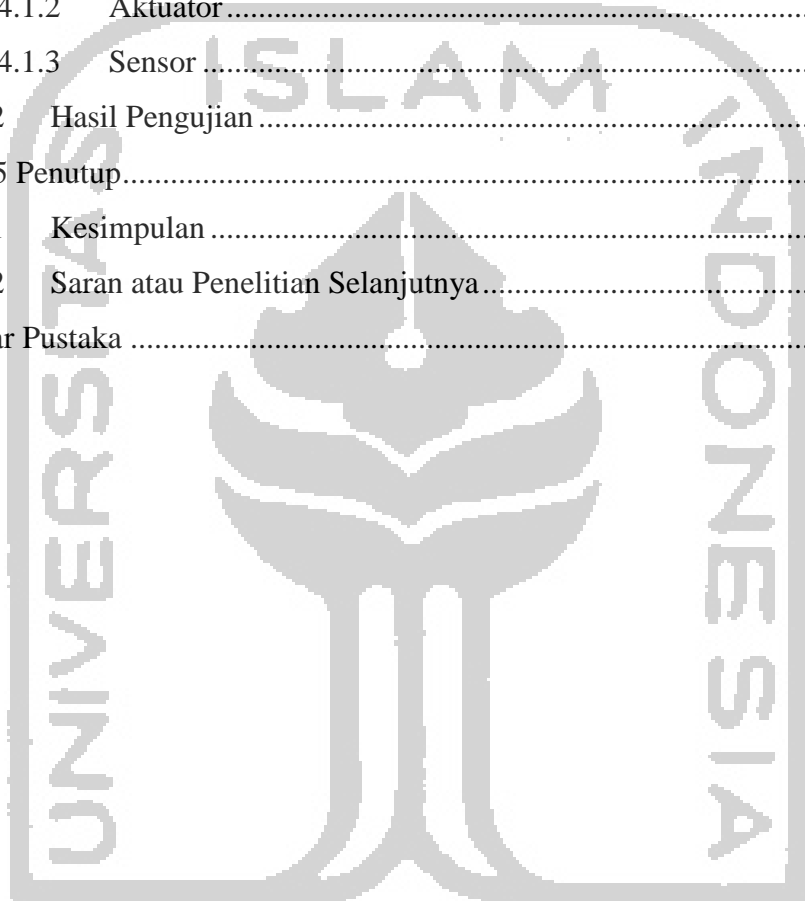 4.1.2 Aktuator
4.1.3 Sensor
2 Hasil Pengujian
5 Penutup
Kesimpulan
2 Saran atau Penelitian Selanjutnya
ar Pustaka
UNIVERSITAS
ISLAM
INDONESIA